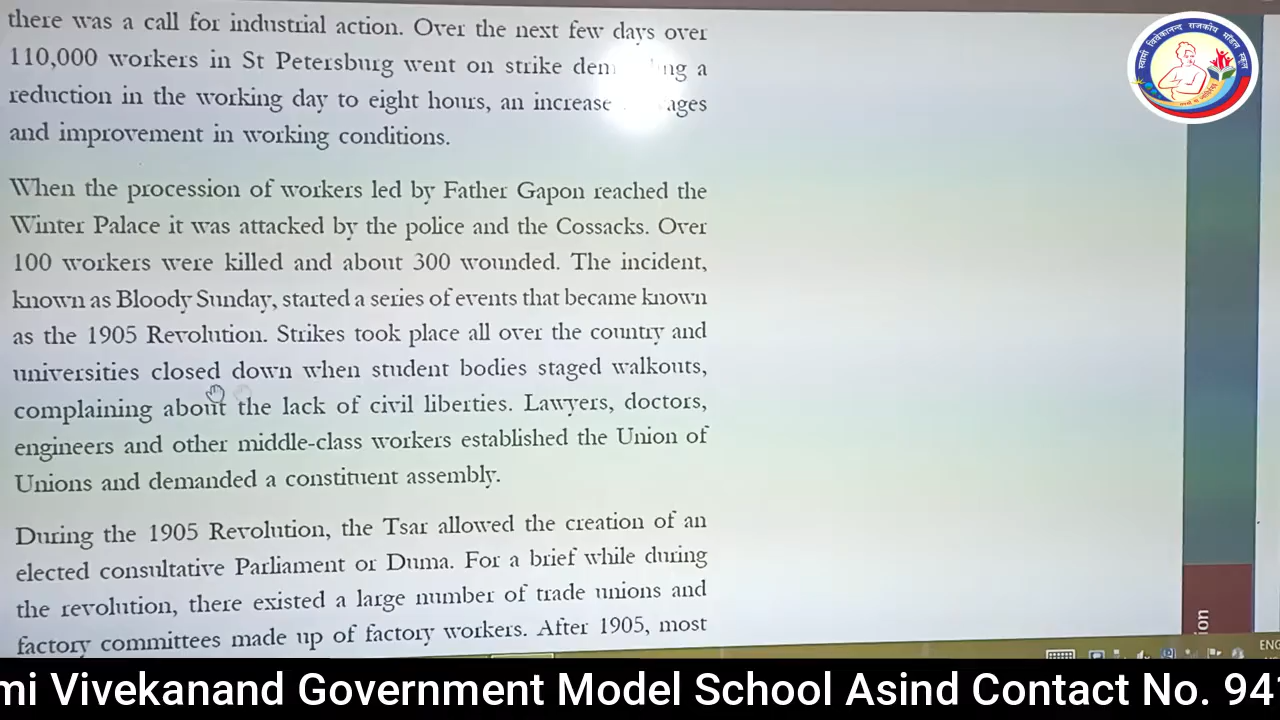 there was a call for industrial action. Over the next few days over
110,000 workers in St Petersburg went on strike a
reduction in the working day to eight hours, an increase
and improvement in working conditions.
When the procession of workers led by Father Gapon reached the
Winter Palace it was attacked by the police and the Cossacks. Over
100 workers were killed and about 300 wounded. The incident,
known as Bloody Sunday, started a series of events that became known
as the 1905 Revolution. Strikes took place all over the country and
universities closed down when student bodies staged walkouts,
complaining about the lack of civil liberties. Lawyers, doctors,
engineers and other middle-class workers established the Union of
Unions and demanded a constituent assembly.
During the 1905 Revolution, the Tsar allowed the creation of an
elected consultative Parliament or Duma. For a brief while during
the revolution, there existed a large number of trade unions and
factory committees made up of factory workers. After 1905, most
स्वामी विवेकानन्द राजकीय मॉडल स्कूल
ion
ENG
mi Vivekanand Government Model School Asind Contact No. 941